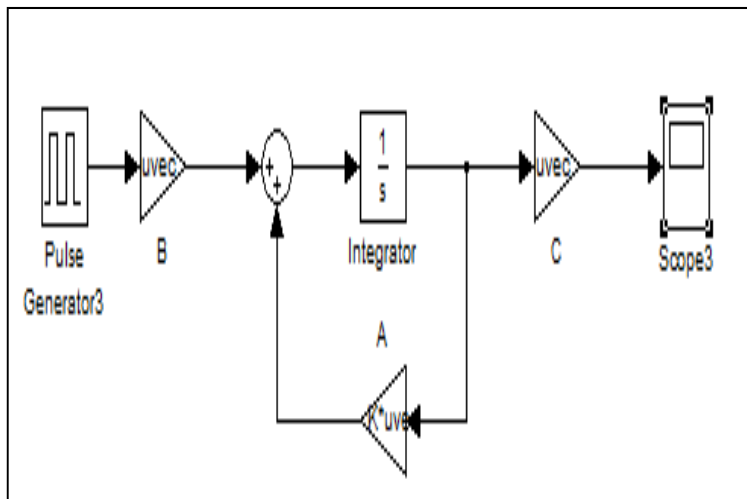 uvec
+
+
1
s
uvec
Pulse
Generator3
B
Integrator
C
Scope3
A
K*uve